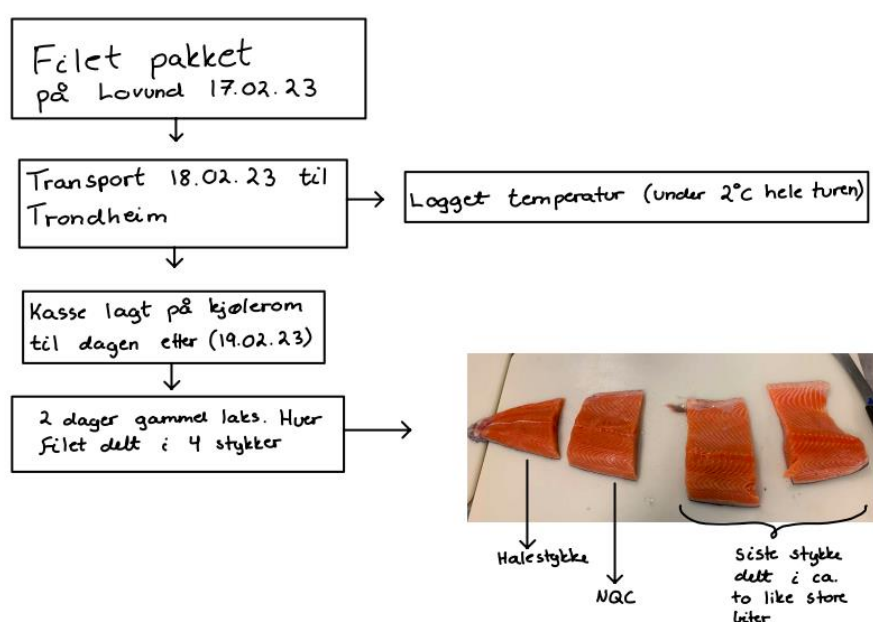 Filet pakket
på Lovund 17.02.23
Transport 18.02.23 til
Trondheim
Logget temperatur (under 2°C hele turen)
Kasse lagt på kjølerom
til dagen etter (19.02.23)
2 dager gammel laks. Hver
filet delt i 4 stykker
Halestykke
NQC
Siste stykke
delt i ca.
to like store
biter